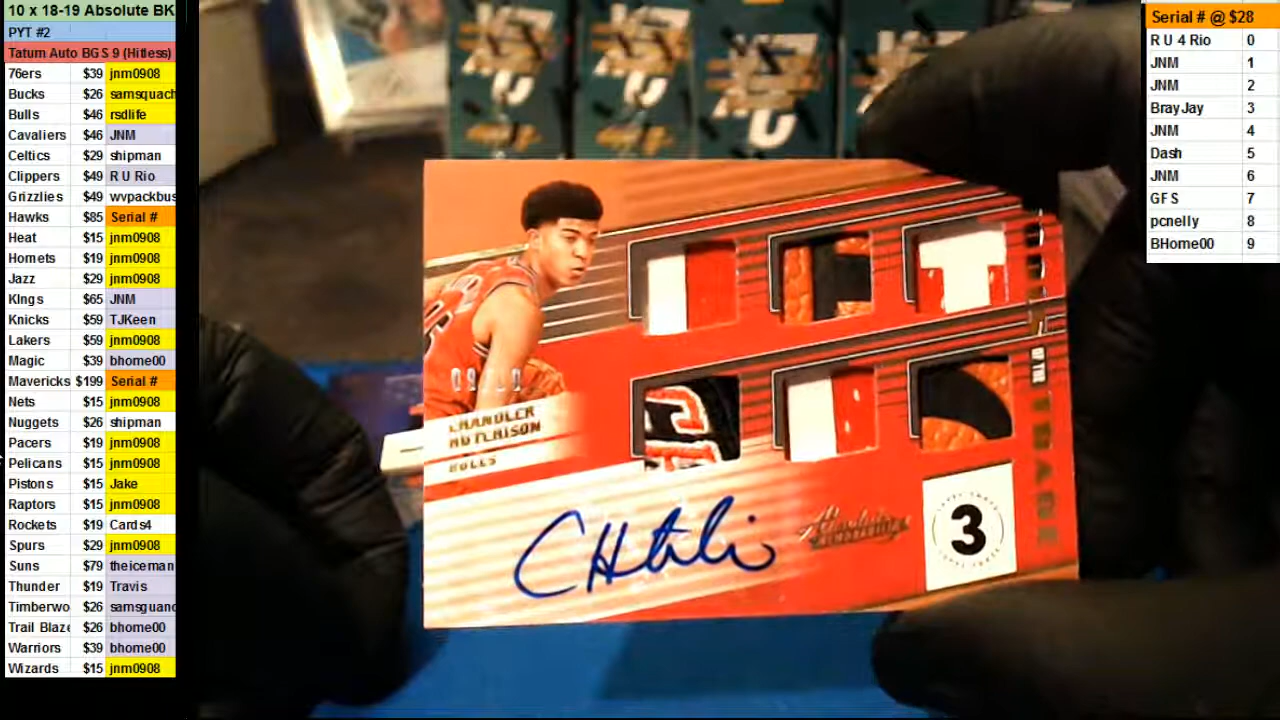 10 x 18-19 Absolute BK
PYT #2
Tatum Auto BGS 9 (Hitless)
76ers $39 jnm0908
Bucks $26 samsquach
Bulls $46 rsdlife
Cavaliers $46 JNM
Celtics $29 shipman
Clippers $49 R U Rio
Grizzlies $49 wvpackbus
Hawks $85 Serial #
Heat $15 jnm0908
Hornets $19 jnm0908
Jazz $29 jnm0908
KIngs $65 JNM
Knicks $59 TJKeen
Lakers $59 jnm0908
Magic $39 bhome00
Mavericks $199 Serial #
Nets $15 jnm0908
Nuggets $26 shipman
Pacers $19 jnm0908
Pelicans $15 jnm0908
Pistons $15 Jake
Raptors $15 jnm0908
Rockets $19 Cards4
Spurs $29 jnm0908
Suns $79 theiceman
Thunder $19 Travis
Timberwo $26 samsguanc
Trail Blaze $26 bhome00
Warriors $39 bhome00
Wizards $15 jnm0908
CHANDLER
HUTCHISON
BULLS
Absolute
3
Serial # @ $28
R U 4 Rio 0
JNM 1
JNM 2
BrayJay 3
JNM 4
Dash 5
JNM 6
GFS 7
pcnelly 8
BHome00 9